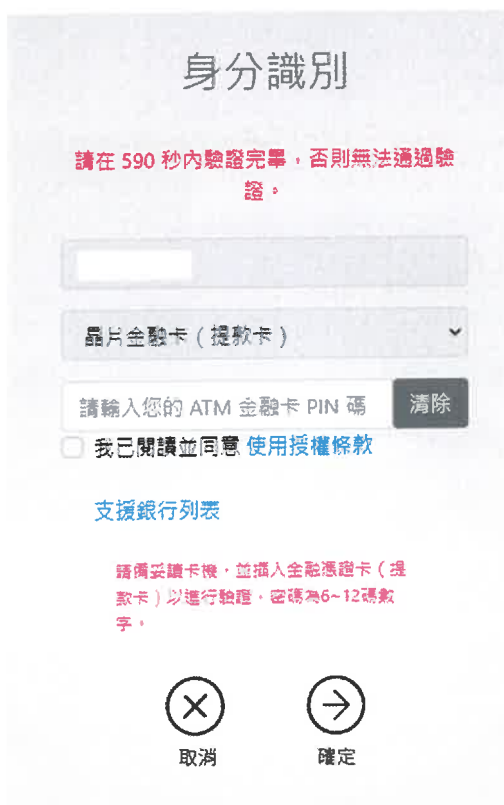 身分識別
請在 590 秒內驗證完畢，否則無法通過驗
證。
晶片金融卡（提款卡）
請輸入您的 ATM 金融卡 PIN 碼
清除
我已閱讀並同意 使用授權條款
支援銀行列表
請備妥讀卡機，並插入金融憑證卡（提
款卡）以進行驗證，密碼為6~12碼數
字。
取消
確定